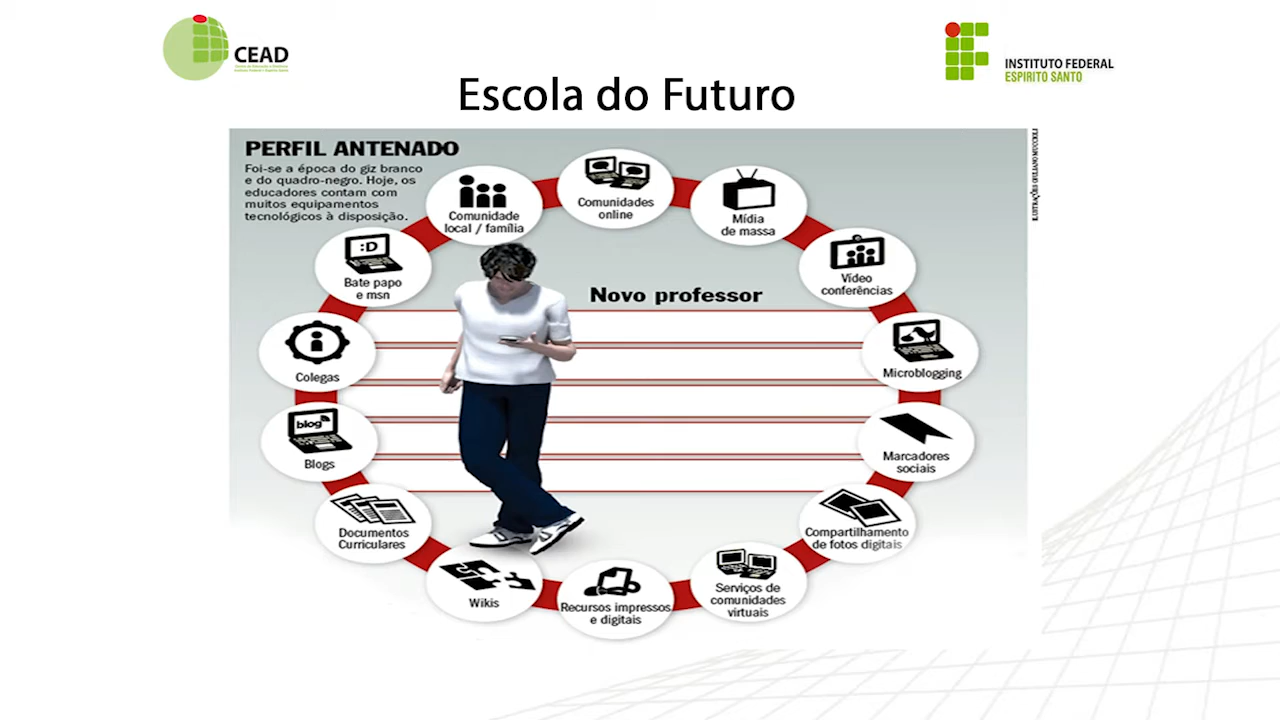 CEAD
INSTITUTO FEDERAL
ESPÍRITO SANTO
Escola do Futuro
PERFIL ANTENADO
Foi-se a época do giz branco
e do quadro-negro. Hoje, os
educadores contam com
muitos equipamentos
tecnológicos à disposição.
Comunidade
local / família
Comunidades
online
Mídia
de massa
:D
Bate papo
e msn
Vídeo
conferências
Novo professor
Colegas
Microblogging
blog
Blogs
Marcadores
sociais
Documentos
Curriculares
Compartilhamento
de fotos digitais
Wikis
Recursos impressos
e digitais
Serviços de
comunidades
virtuais